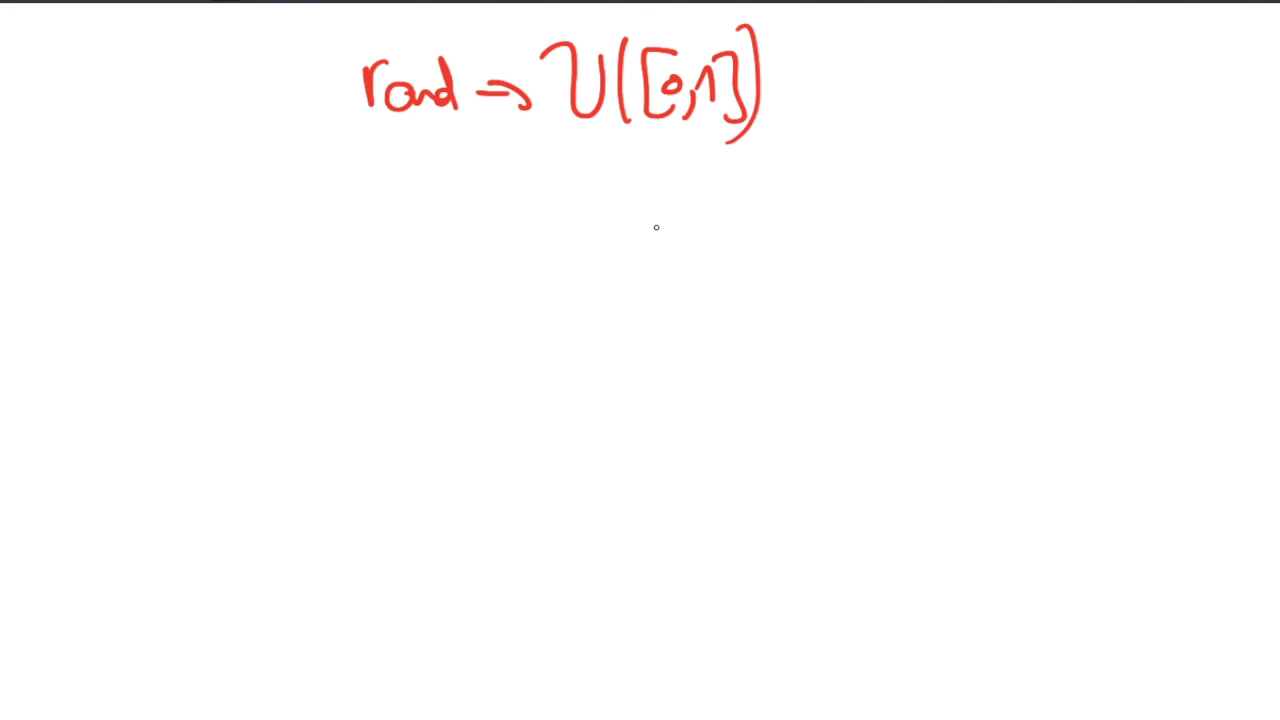 rand → U([0,1])